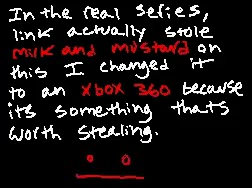 In the real series,
link actually stole
milk and mustard on
this I changed it
to an xbox 360 because
its something thats
worth stealing.